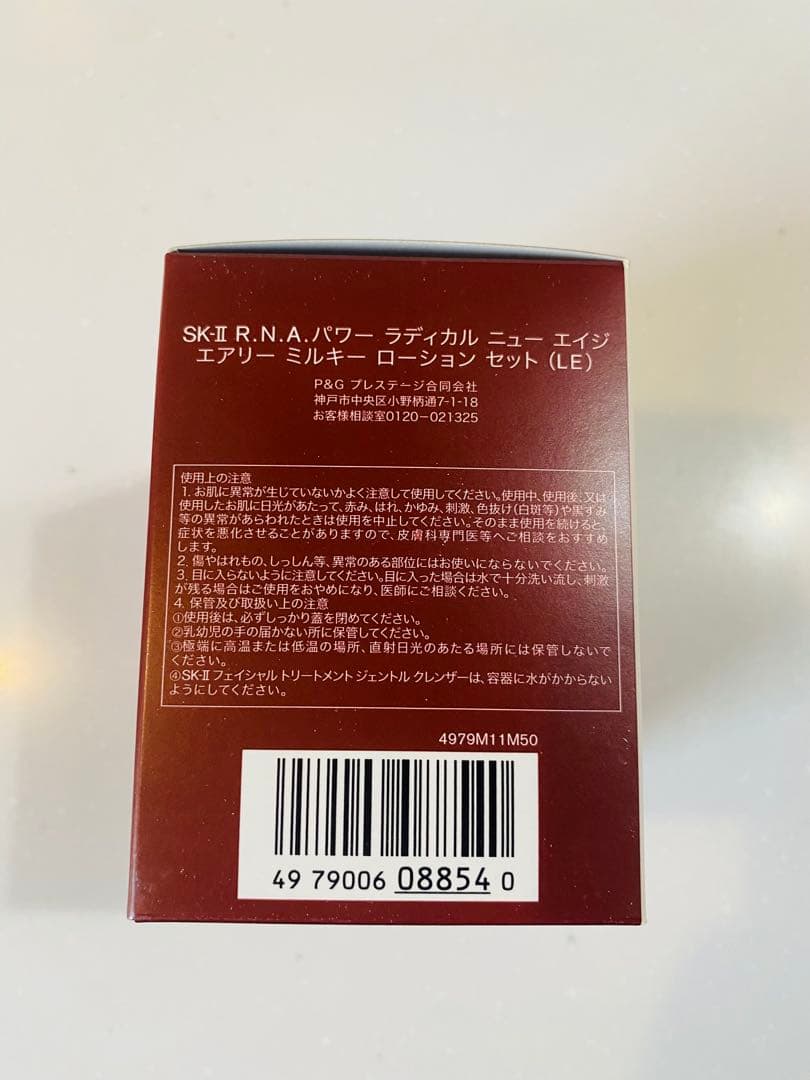 SK-II R.N.A.パワー ラディカル ニュー エイジ
エアリー ミルキー ローション セット (LE)
P&G プレステージ合同会社
神戸市中央区小野柄通7-1-18
お客様相談室0120-021325
使用上の注意
1. お肌に異常が生じていないかよく注意して使用してください。使用中、使用後、又は
使用したお肌に日光があたって、赤み、はれ、かゆみ、刺激、色抜け(白斑等)や黒ずみ
等の異常があらわれたときは使用を中止してください。そのまま使用を続けると、
症状を悪化させることがありますので、皮膚科専門医等へご相談をおすすめ
します。
2. 傷やはれもの、しっしん等、異常のある部位にはお使いにならないでください。
3. 目に入らないように注意してください。目に入った場合は水で十分洗い流し、刺激
が残る場合はご使用をおやめになり、医師にご相談ください。
4. 保管及び取扱い上の注意
①使用後は、必ずしっかり蓋を閉めてください。
②乳幼児の手の届かない所に保管してください。
③極端に高温または低温の場所、直射日光のあたる場所には保管しないで
ください。
④SK-II フェイシャル トリートメント ジェントル クレンザーは、容器に水がかからない
ようにしてください。
4979M11M50
49 79006 08854 0